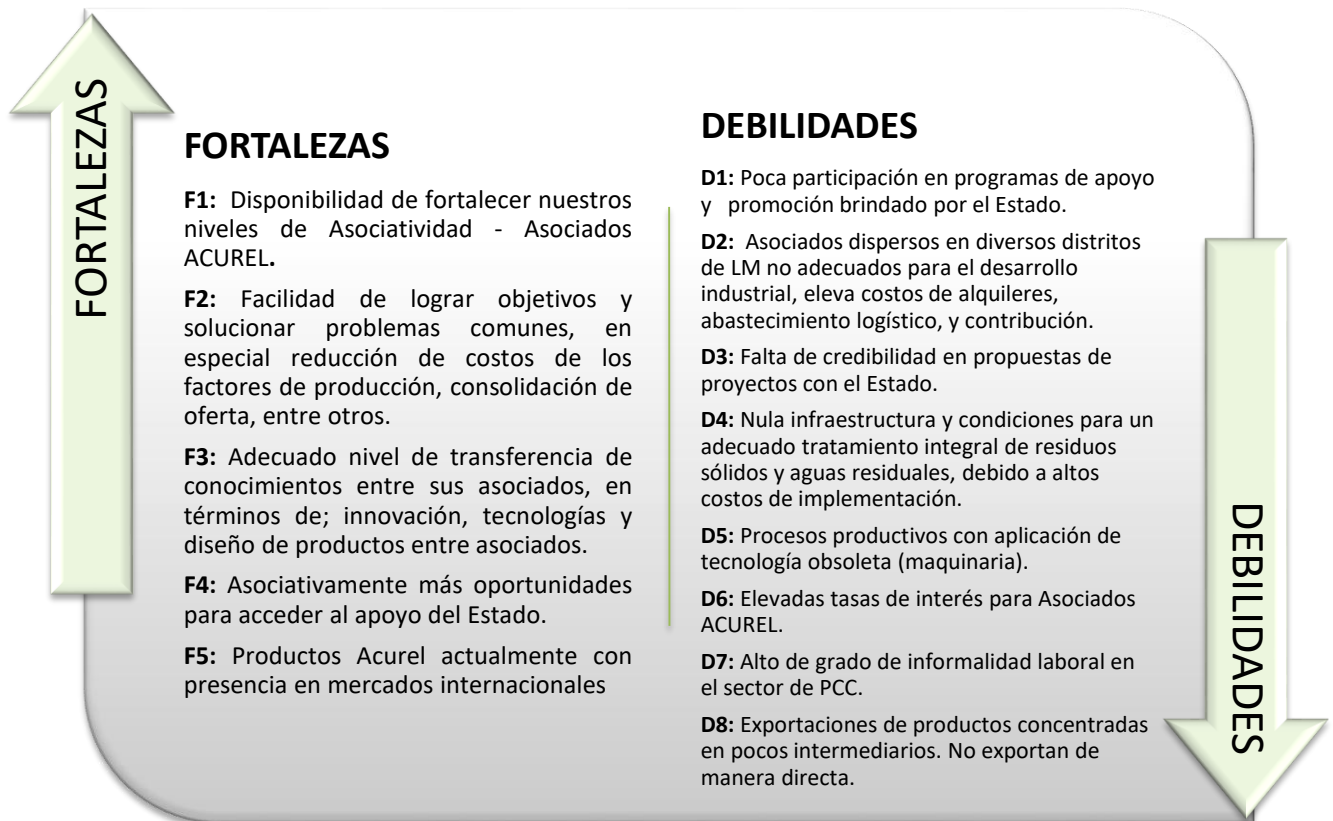 FORTALEZAS
FORTALEZAS
F1: Disponibilidad de fortalecer nuestros
niveles de Asociatividad - Asociados
ACUREL.
F2: Facilidad de lograr objetivos y
solucionar problemas comunes, en
especial reducción de costos de los
factores de producción, consolidación de
oferta, entre otros.
F3: Adecuado nivel de transferencia de
conocimientos entre sus asociados, en
términos de; innovación, tecnologías y
diseño de productos entre asociados.
F4: Asociativamente más oportunidades
para acceder al apoyo del Estado.
F5: Productos Acurel actualmente con
presencia en mercados internacionales
DEBILIDADES
D1: Poca participación en programas de apoyo
y promoción brindado por el Estado.
D2: Asociados dispersos en diversos distritos
de LM no adecuados para el desarrollo
industrial, eleva costos de alquileres,
abastecimiento logístico, y contribución.
D3: Falta de credibilidad en propuestas de
proyectos con el Estado.
D4: Nula infraestructura y condiciones para un
adecuado tratamiento integral de residuos
sólidos y aguas residuales, debido a altos
costos de implementación.
D5: Procesos productivos con aplicación de
tecnología obsoleta (maquinaria).
D6: Elevadas tasas de interés para Asociados
ACUREL.
D7: Alto de grado de informalidad laboral en
el sector de PCC.
D8: Exportaciones de productos concentradas
en pocos intermediarios. No exportan de
manera directa.
DEBILIDADES